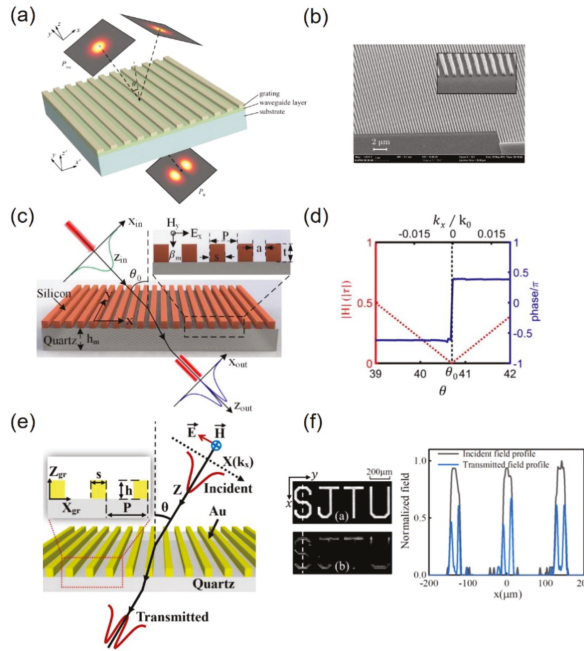 (a)
grating
waveguide layer
substrate
(b)
2 μm
(c)
X_in
Z_in
θ_0
H_y
E_x
β_m
P
a
t
s
Silicon
Y
X
Quartz
h_m
X_out
Z_out
(d)
k_x / k_0
-0.015 0 0.015
|H| (|r|)
1
0.5
0
phase/π
1
0.5
0
-0.5
-1
39 40 θ_0 41 42
θ
(e)
E
H
X(k_x)
Z
Incident
Z_gr
s
h
X_gr
P
θ
Au
Quartz
Transmitted
(f)
y
200μm
x
SJTU
(a)
(b)
Incident field profile
Transmitted field profile
Normalized field
1.0
0.5
0.0
-200 -100 0 100 200
x(μm)